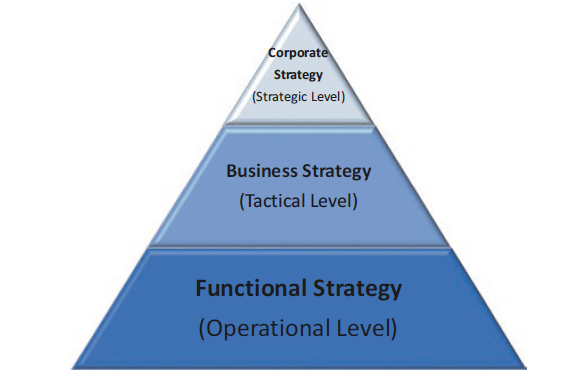 Corporate
Strategy
(Strategic Level)
Business Strategy
(Tactical Level)
Functional Strategy
(Operational Level)